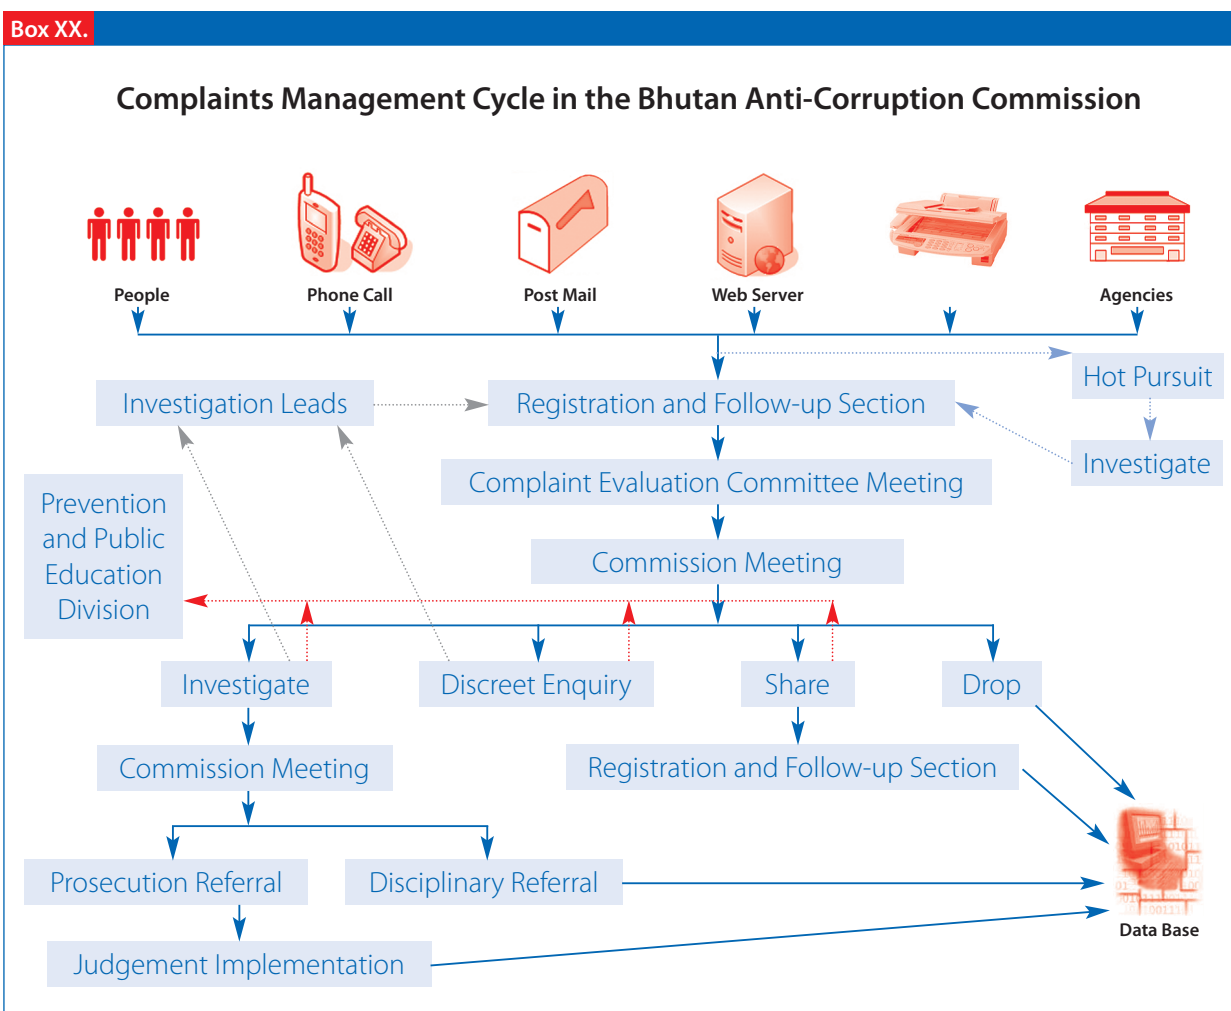 Box XX.
Complaints Management Cycle in the Bhutan Anti-Corruption Commission
People
Phone Call
Post Mail
Web Server
Agencies
Hot Pursuit
Investigation Leads
Registration and Follow-up Section
Investigate
Complaint Evaluation Committee Meeting
Prevention
and Public
Education
Division
Commission Meeting
Investigate
Discreet Enquiry
Share
Drop
Commission Meeting
Registration and Follow-up Section
Prosecution Referral
Disciplinary Referral
Data Base
Judgement Implementation